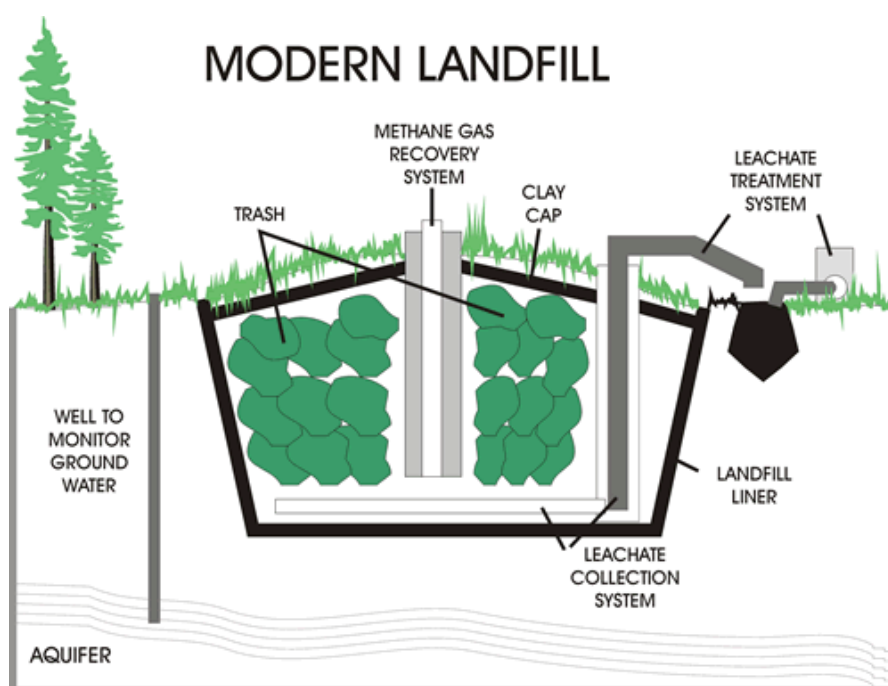 MODERN LANDFILL
METHANE GAS
RECOVERY
SYSTEM
LEACHATE
TREATMENT
SYSTEM
TRASH
CLAY
CAP
WELL TO
MONITOR
GROUND
WATER
LANDFILL
LINER
LEACHATE
COLLECTION
SYSTEM
AQUIFER